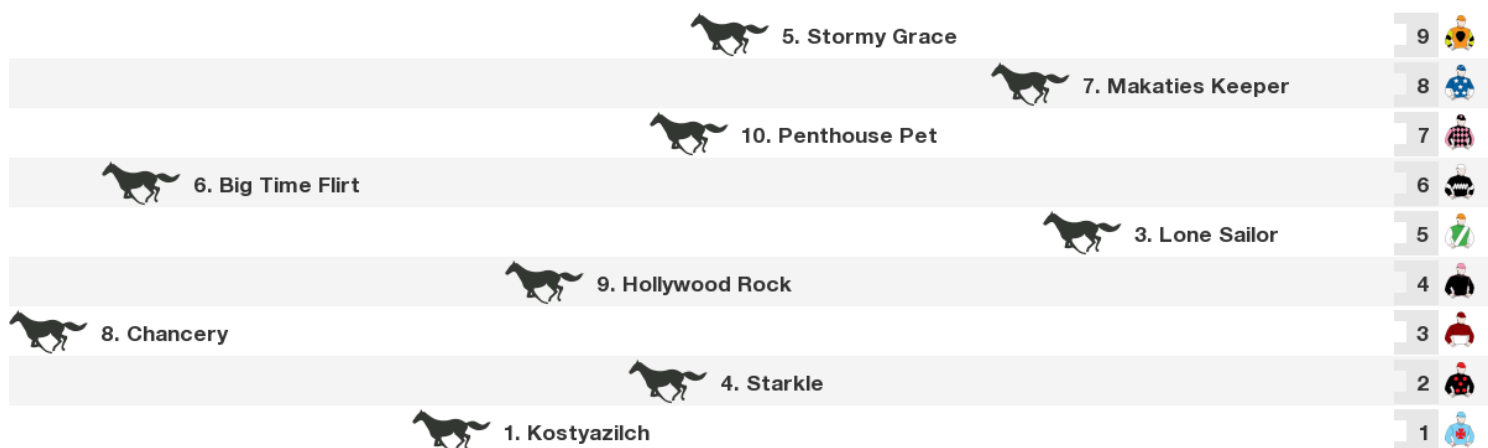 5. Stormy Grace 9
7. Makaties Keeper 8
10. Penthouse Pet 7
6. Big Time Flirt 6
3. Lone Sailor 5
9. Hollywood Rock 4
8. Chancery 3
4. Starkle 2
1. Kostyazilch 1